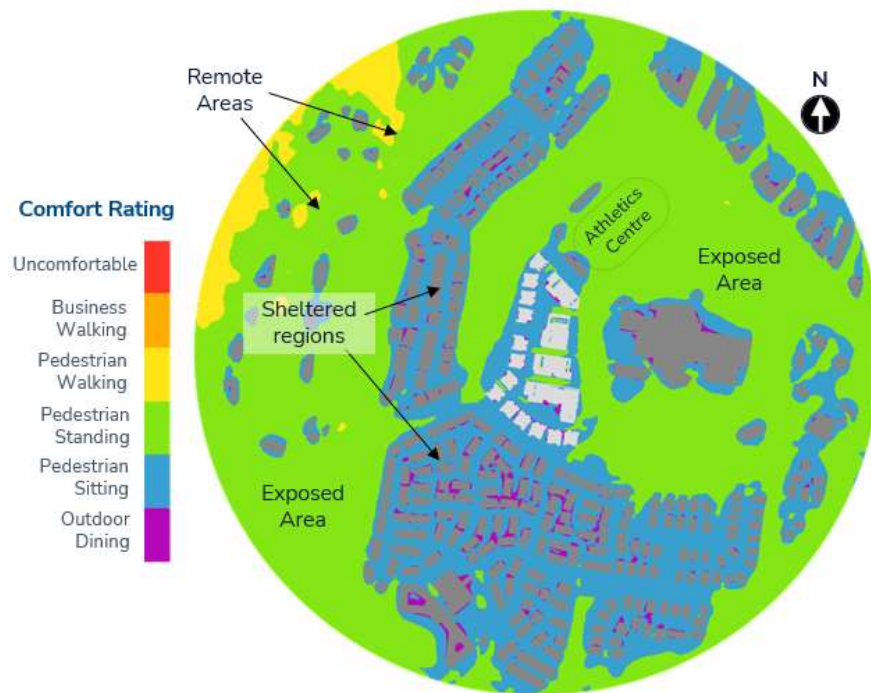 Remote
Areas
N
Athletics
Centre
Comfort Rating
Uncomfortable
Business
Walking
Pedestrian
Walking
Pedestrian
Standing
Pedestrian
Sitting
Outdoor
Dining
Exposed
Area
Sheltered
regions
Exposed
Area